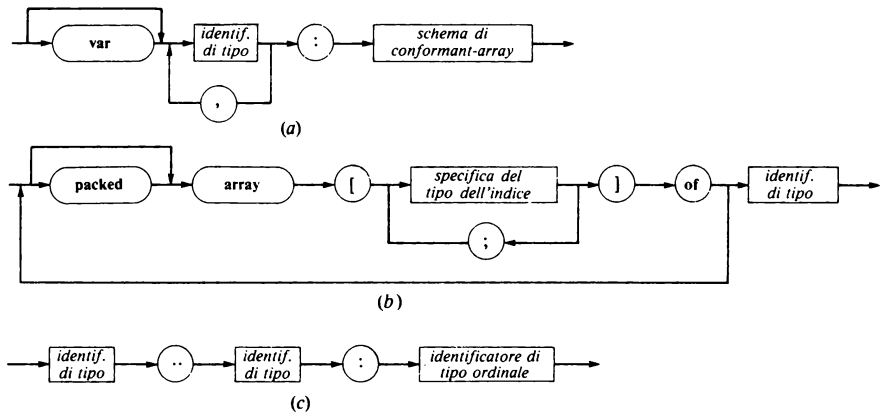 var
identif.
di tipo
:
schema di
conformant-array
,
(a)
packed
array
[
specifica del
tipo dell'indice
]
of
identif.
di tipo
;
(b)
identif.
di tipo
..
identif.
di tipo
:
identificatore di
tipo ordinale
(c)